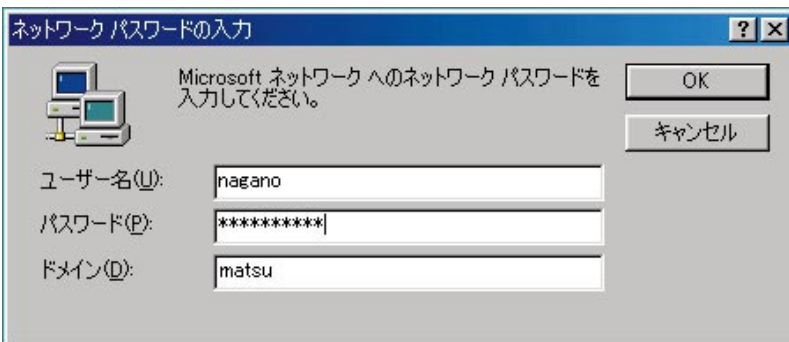 ネットワーク パスワードの入力
Microsoft ネットワーク へのネットワーク パスワードを
入力してください。
OK
キャンセル
ユーザー名(U):
nagano
パスワード(P):
**********
ドメイン(D):
matsu